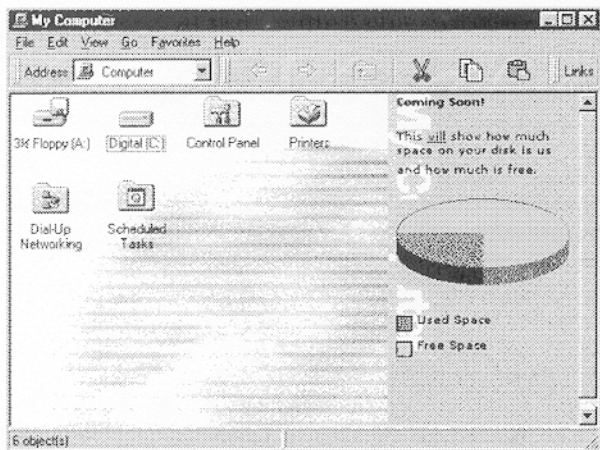 My Computer
File Edit View Go Favorites Help
Address Computer Links
3½ Floppy (A:) Digital (C:) Control Panel Printers
Dial-Up Networking Scheduled Tasks
Coming Soon!
This will show how much
space on your disk is us
and how much is free.
Used Space
Free Space
6 object(s)